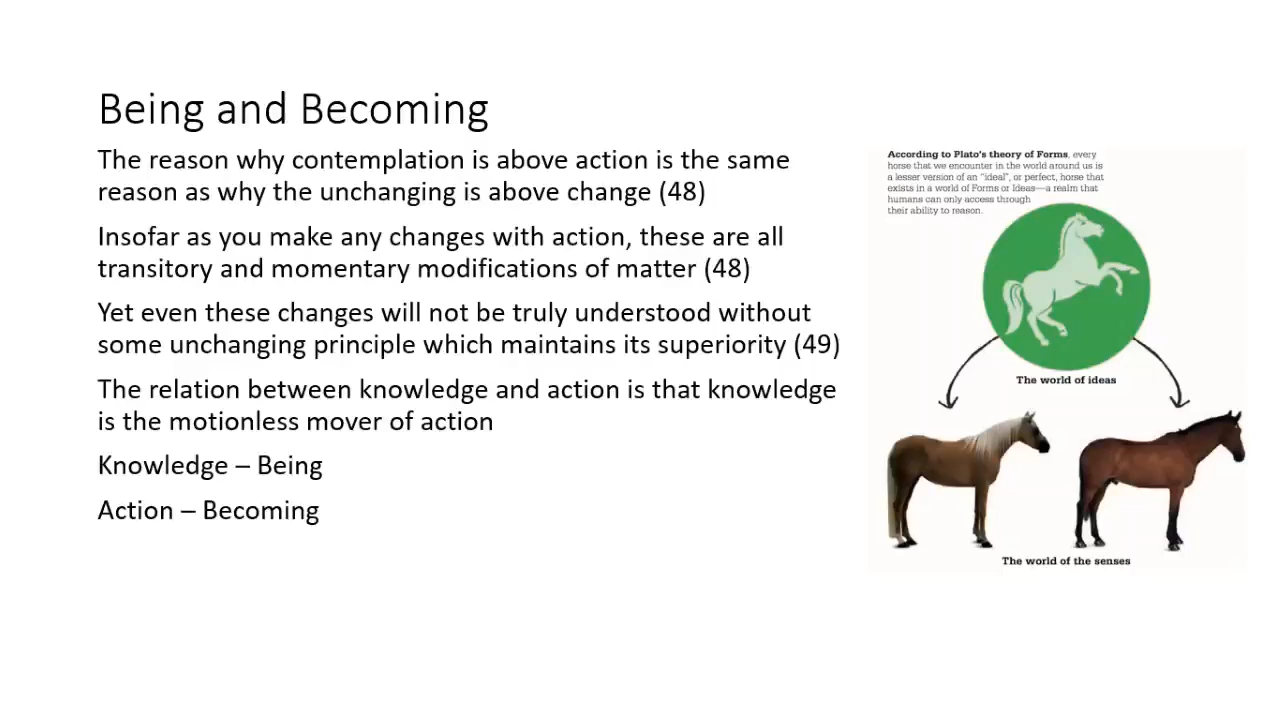 Being and Becoming
The reason why contemplation is above action is the same
reason as why the unchanging is above change (48)
Insofar as you make any changes with action, these are all
transitory and momentary modifications of matter (48)
Yet even these changes will not be truly understood without
some unchanging principle which maintains its superiority (49)
The relation between knowledge and action is that knowledge
is the motionless mover of action
Knowledge – Being
Action – Becoming
According to Plato's theory of Forms, every
horse that we encounter in the world around us is
a lesser version of an "ideal", or perfect, horse that
exists in a world of Forms or Ideas—a realm that
humans can only access through
their ability to reason.
The world of ideas
The world of the senses